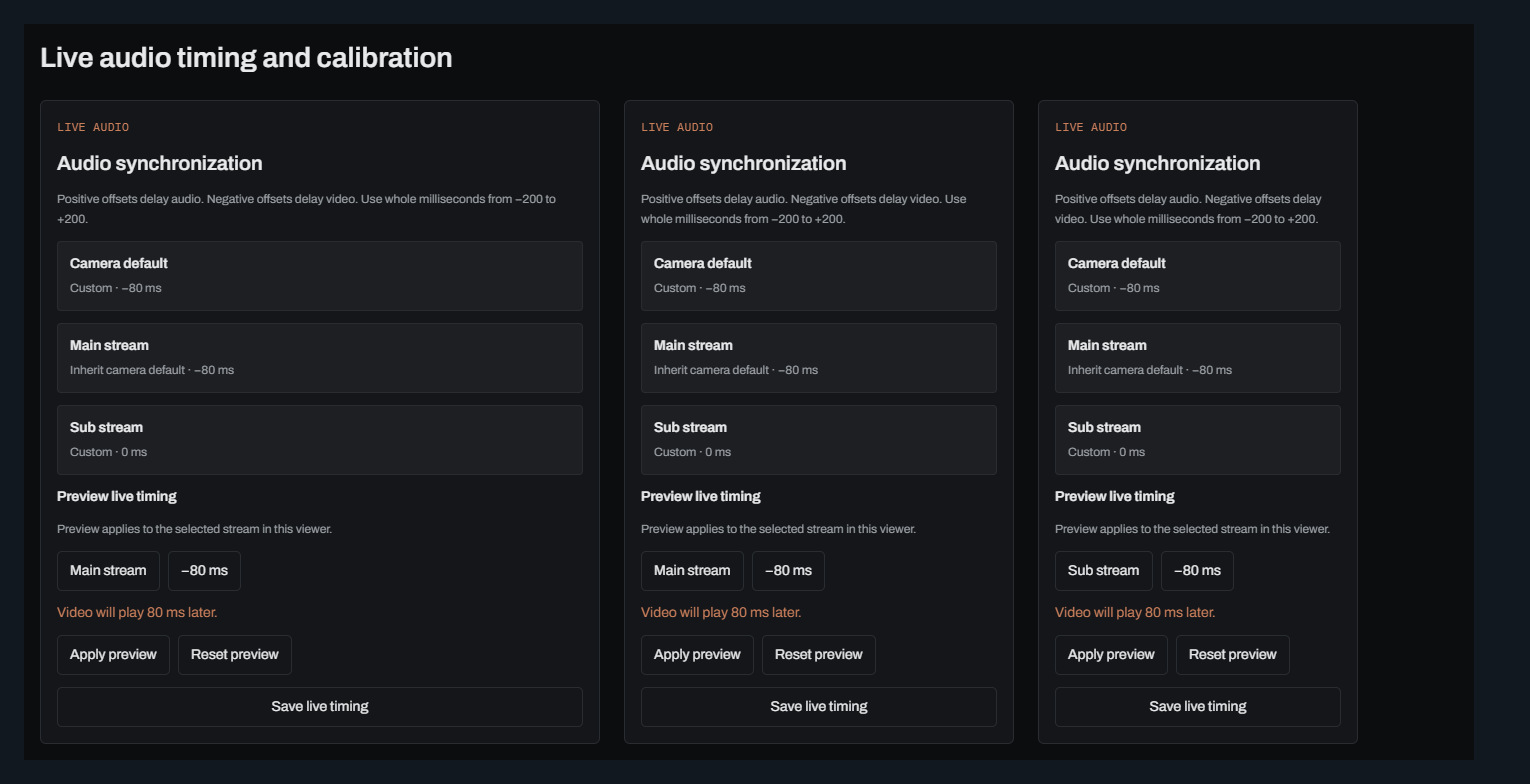 Live audio timing and calibration
LIVE AUDIO
Audio synchronization
Positive offsets delay audio. Negative offsets delay video. Use whole milliseconds from −200 to
+200.
Camera default
Custom · −80 ms
Main stream
Inherit camera default · −80 ms
Sub stream
Custom · 0 ms
Preview live timing
Preview applies to the selected stream in this viewer.
Main stream
−80 ms
Video will play 80 ms later.
Apply preview
Reset preview
Save live timing
LIVE AUDIO
Audio synchronization
Positive offsets delay audio. Negative offsets delay video. Use
whole milliseconds from −200 to +200.
Camera default
Custom · −80 ms
Main stream
Inherit camera default · −80 ms
Sub stream
Custom · 0 ms
Preview live timing
Preview applies to the selected stream in this viewer.
Main stream
−80 ms
Video will play 80 ms later.
Apply preview
Reset preview
Save live timing
LIVE AUDIO
Audio synchronization
Positive offsets delay audio. Negative offsets delay
video. Use whole milliseconds from −200 to +200.
Camera default
Custom · −80 ms
Main stream
Inherit camera default · −80 ms
Sub stream
Custom · 0 ms
Preview live timing
Preview applies to the selected stream in this viewer.
Sub stream
−80 ms
Video will play 80 ms later.
Apply preview
Reset preview
Save live timing